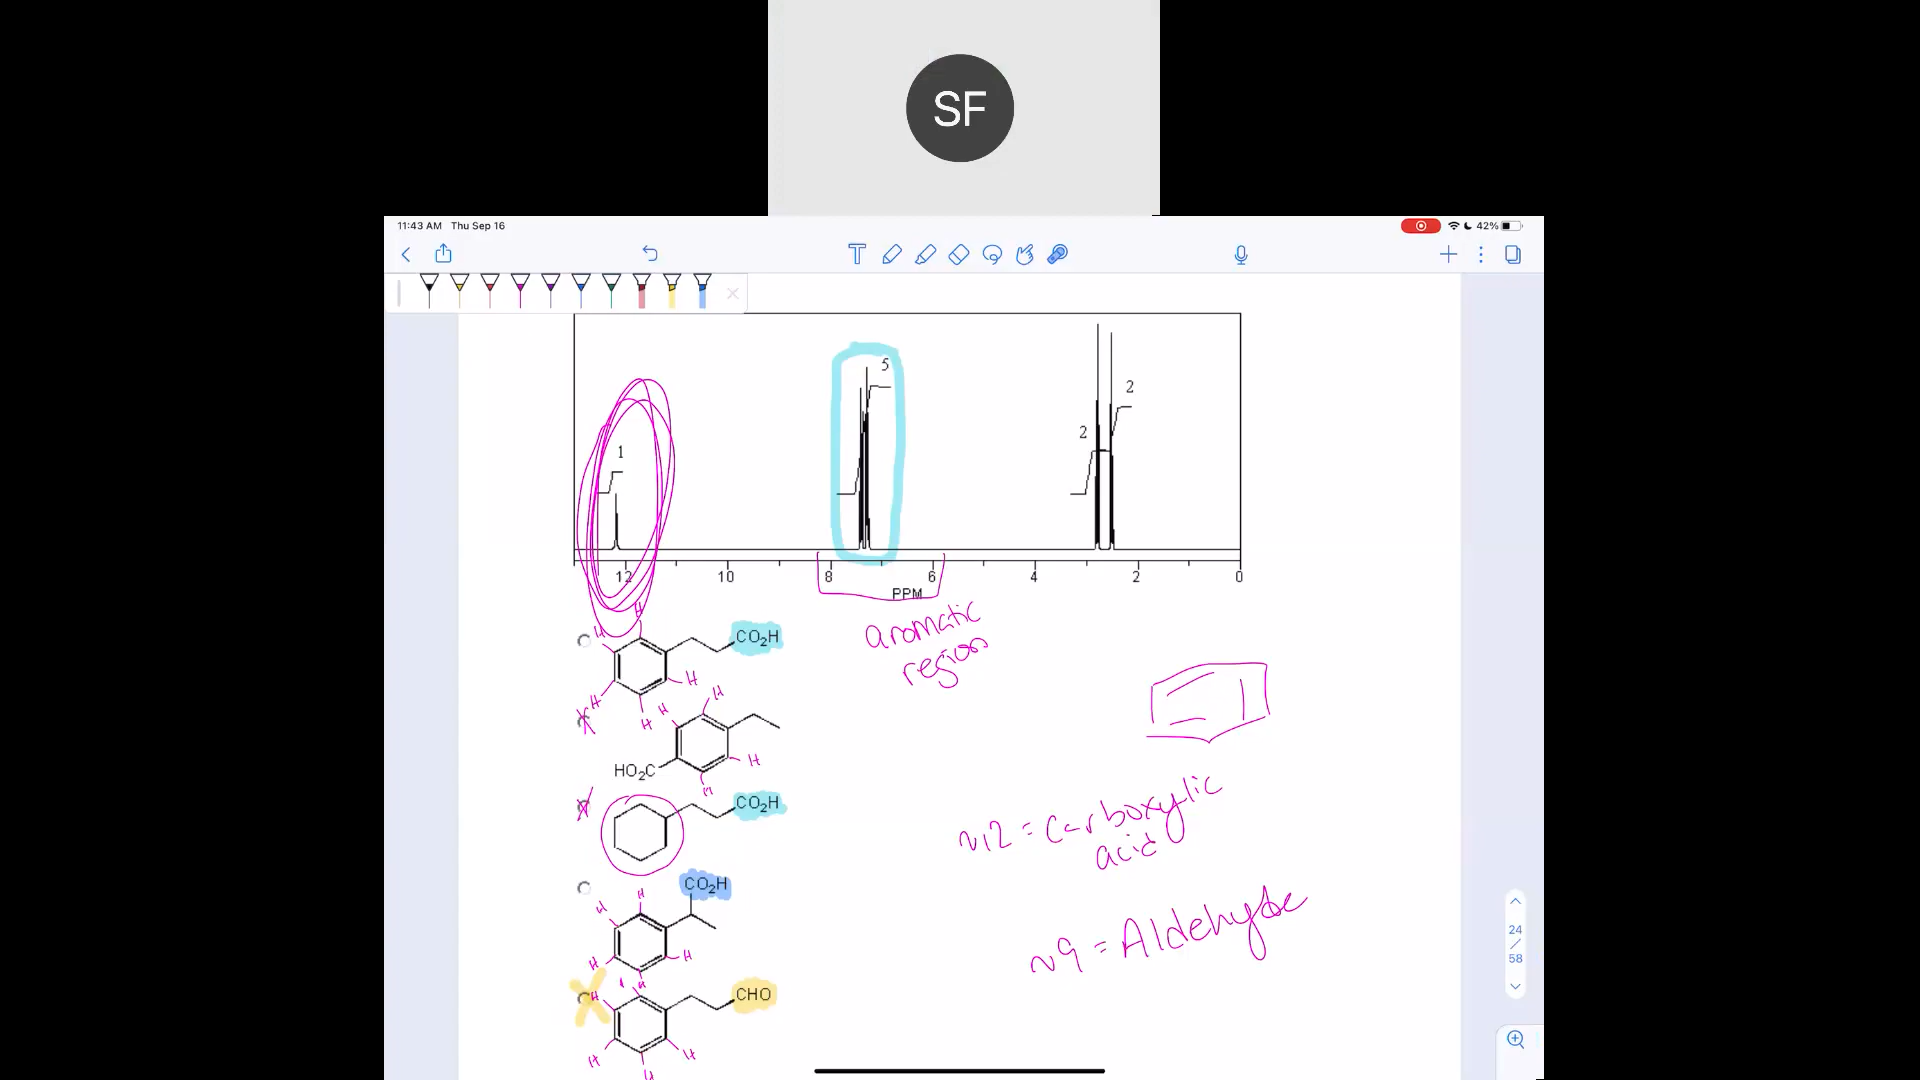 SF
11:43 AM Thu Sep 16
42%
T
5
2
2
1
12 10 8 6 4 2 0
PPM
aromatic
region
H
H
CO₂H
H
H
H
H
H
H
HO₂C
H
H
CO₂H
~12 = carboxylic
acid
CO₂H
H
H
H
H
~9 = Aldehyde
H
H
CHO
H
H
H
24
/
58